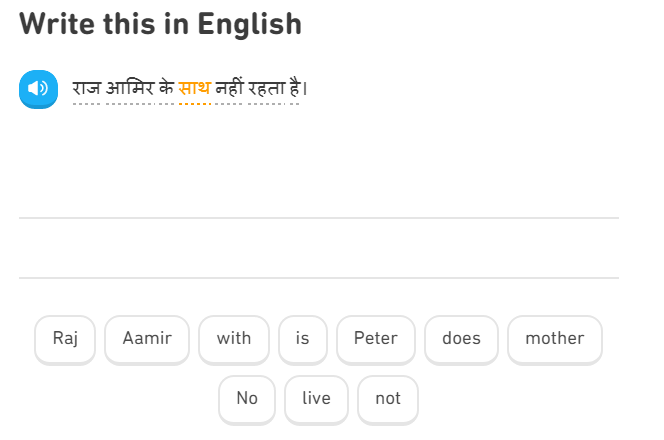 Write this in English
राज आमिर के साथ नहीं रहता है।
Raj Aamir with is Peter does mother
No live not